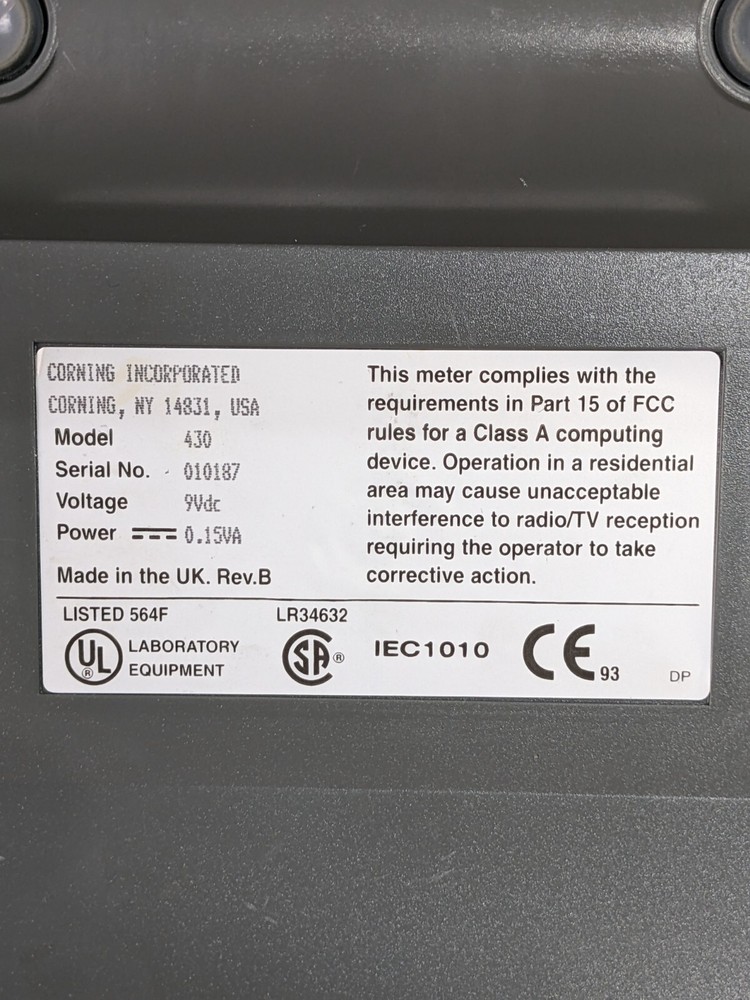 CORNING INCORPORATED
CORNING, NY 14831, USA
Model 430
Serial No. 010187
Voltage 9Vdc
Power 0.15VA
Made in the UK. Rev.B
This meter complies with the
requirements in Part 15 of FCC
rules for a Class A computing
device. Operation in a residential
area may cause unacceptable
interference to radio/TV reception
requiring the operator to take
corrective action.
LISTED 564F
UL ®
LABORATORY
EQUIPMENT
LR34632
SA ®
IEC1010
CE 93
DP